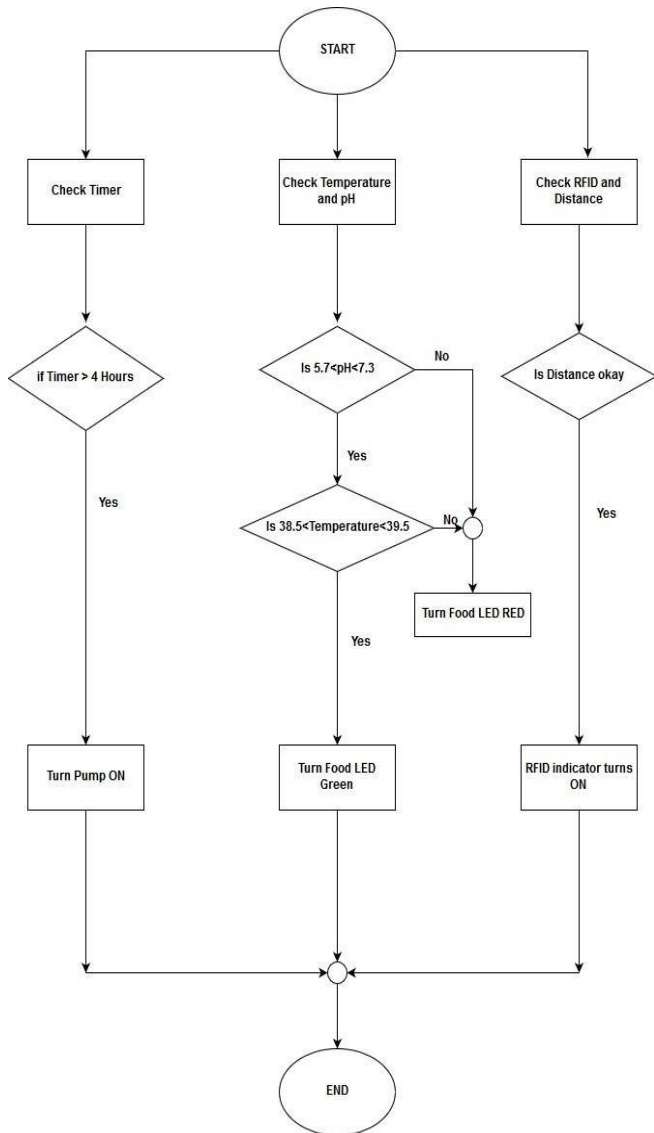 START
Check Timer
Check Temperature
and pH
Check RFID and
Distance
if Timer > 4 Hours
Is 5.7<pH<7.3
No
Is Distance okay
Yes
Yes
Is 38.5<Temperature<39.5
No
Yes
Turn Food LED RED
Yes
Turn Pump ON
Turn Food LED
Green
RFID indicator turns
ON
END